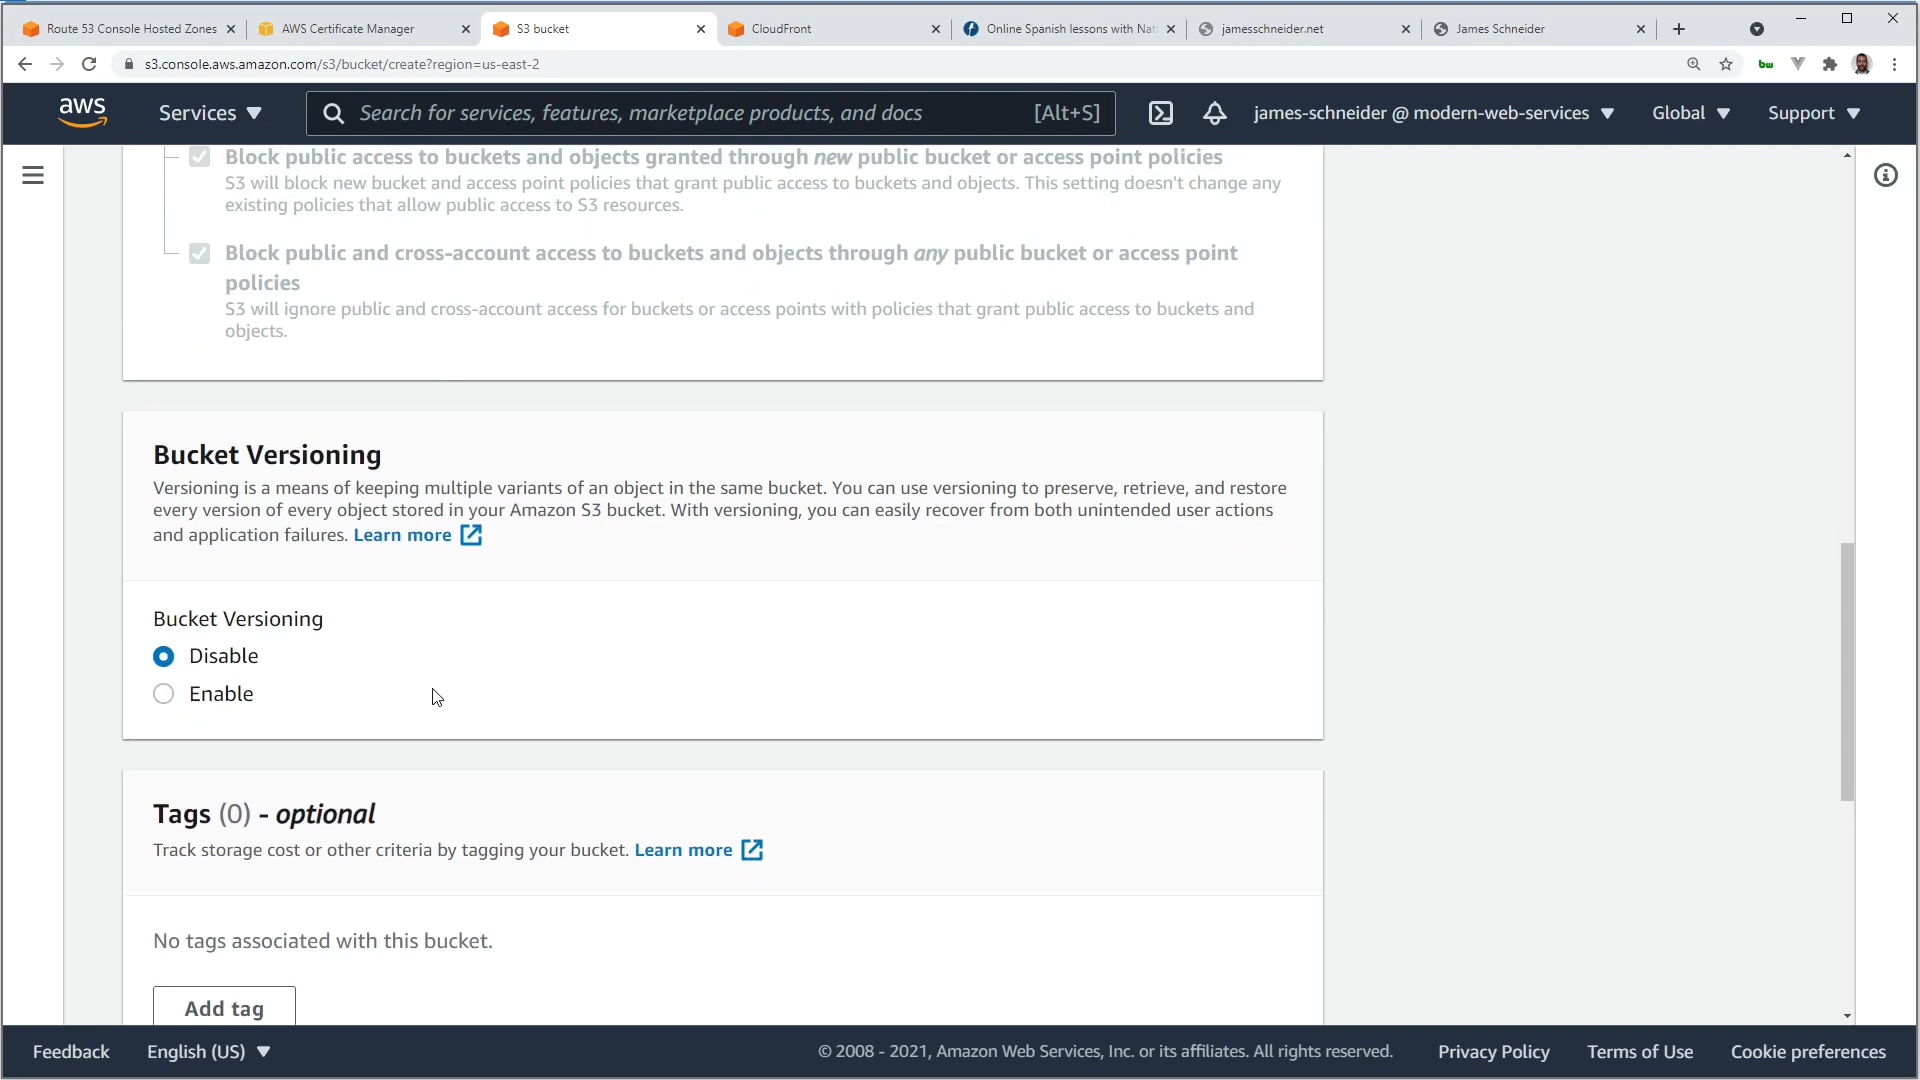 Route 53 Console Hosted Zones
AWS Certificate Manager
S3 bucket
CloudFront
Online Spanish lessons with Nati
jamesschneider.net
James Schneider
s3.console.aws.amazon.com/s3/bucket/create?region=us-east-2
bw
aws
Services
Search for services, features, marketplace products, and docs
[Alt+S]
james-schneider @ modern-web-services
Global
Support
Block public access to buckets and objects granted through new public bucket or access point policies
S3 will block new bucket and access point policies that grant public access to buckets and objects. This setting doesn't change any
existing policies that allow public access to S3 resources.
Block public and cross-account access to buckets and objects through any public bucket or access point
policies
S3 will ignore public and cross-account access for buckets or access points with policies that grant public access to buckets and
objects.
Bucket Versioning
Versioning is a means of keeping multiple variants of an object in the same bucket. You can use versioning to preserve, retrieve, and restore
every version of every object stored in your Amazon S3 bucket. With versioning, you can easily recover from both unintended user actions
and application failures. Learn more
Bucket Versioning
Disable
Enable
Tags (0) - optional
Track storage cost or other criteria by tagging your bucket. Learn more
No tags associated with this bucket.
Add tag
Feedback
English (US)
© 2008 - 2021, Amazon Web Services, Inc. or its affiliates. All rights reserved.
Privacy Policy
Terms of Use
Cookie preferences